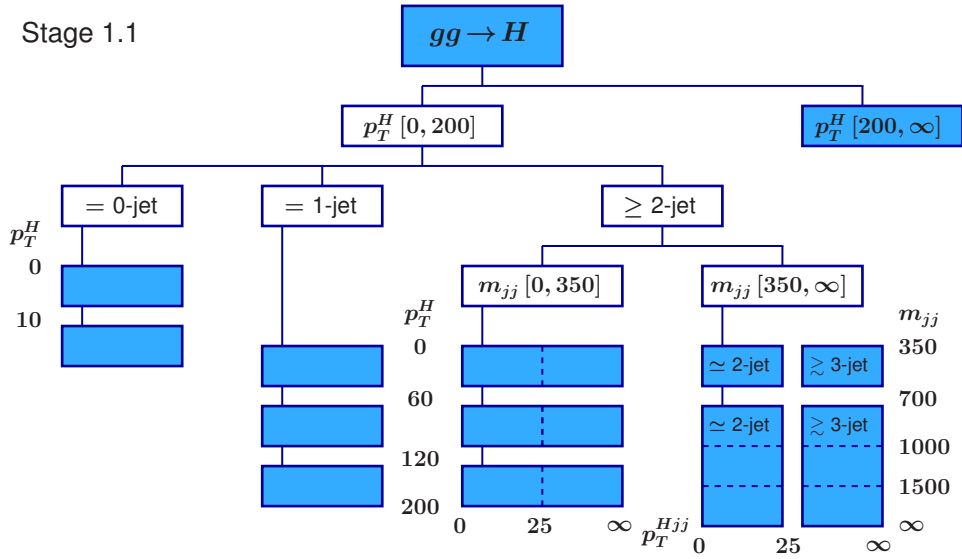 Stage 1.1
gg → H
p_T^H [0, 200]
p_T^H [200, ∞]
= 0-jet
= 1-jet
≥ 2-jet
p_T^H
0
10
m_jj [0, 350]
m_jj [350, ∞]
p_T^H
0
60
120
200
m_jj
350
700
1000
1500
∞
≃ 2-jet
≳ 3-jet
≃ 2-jet
≳ 3-jet
0 25 ∞
p_T^Hjj 0 25 ∞